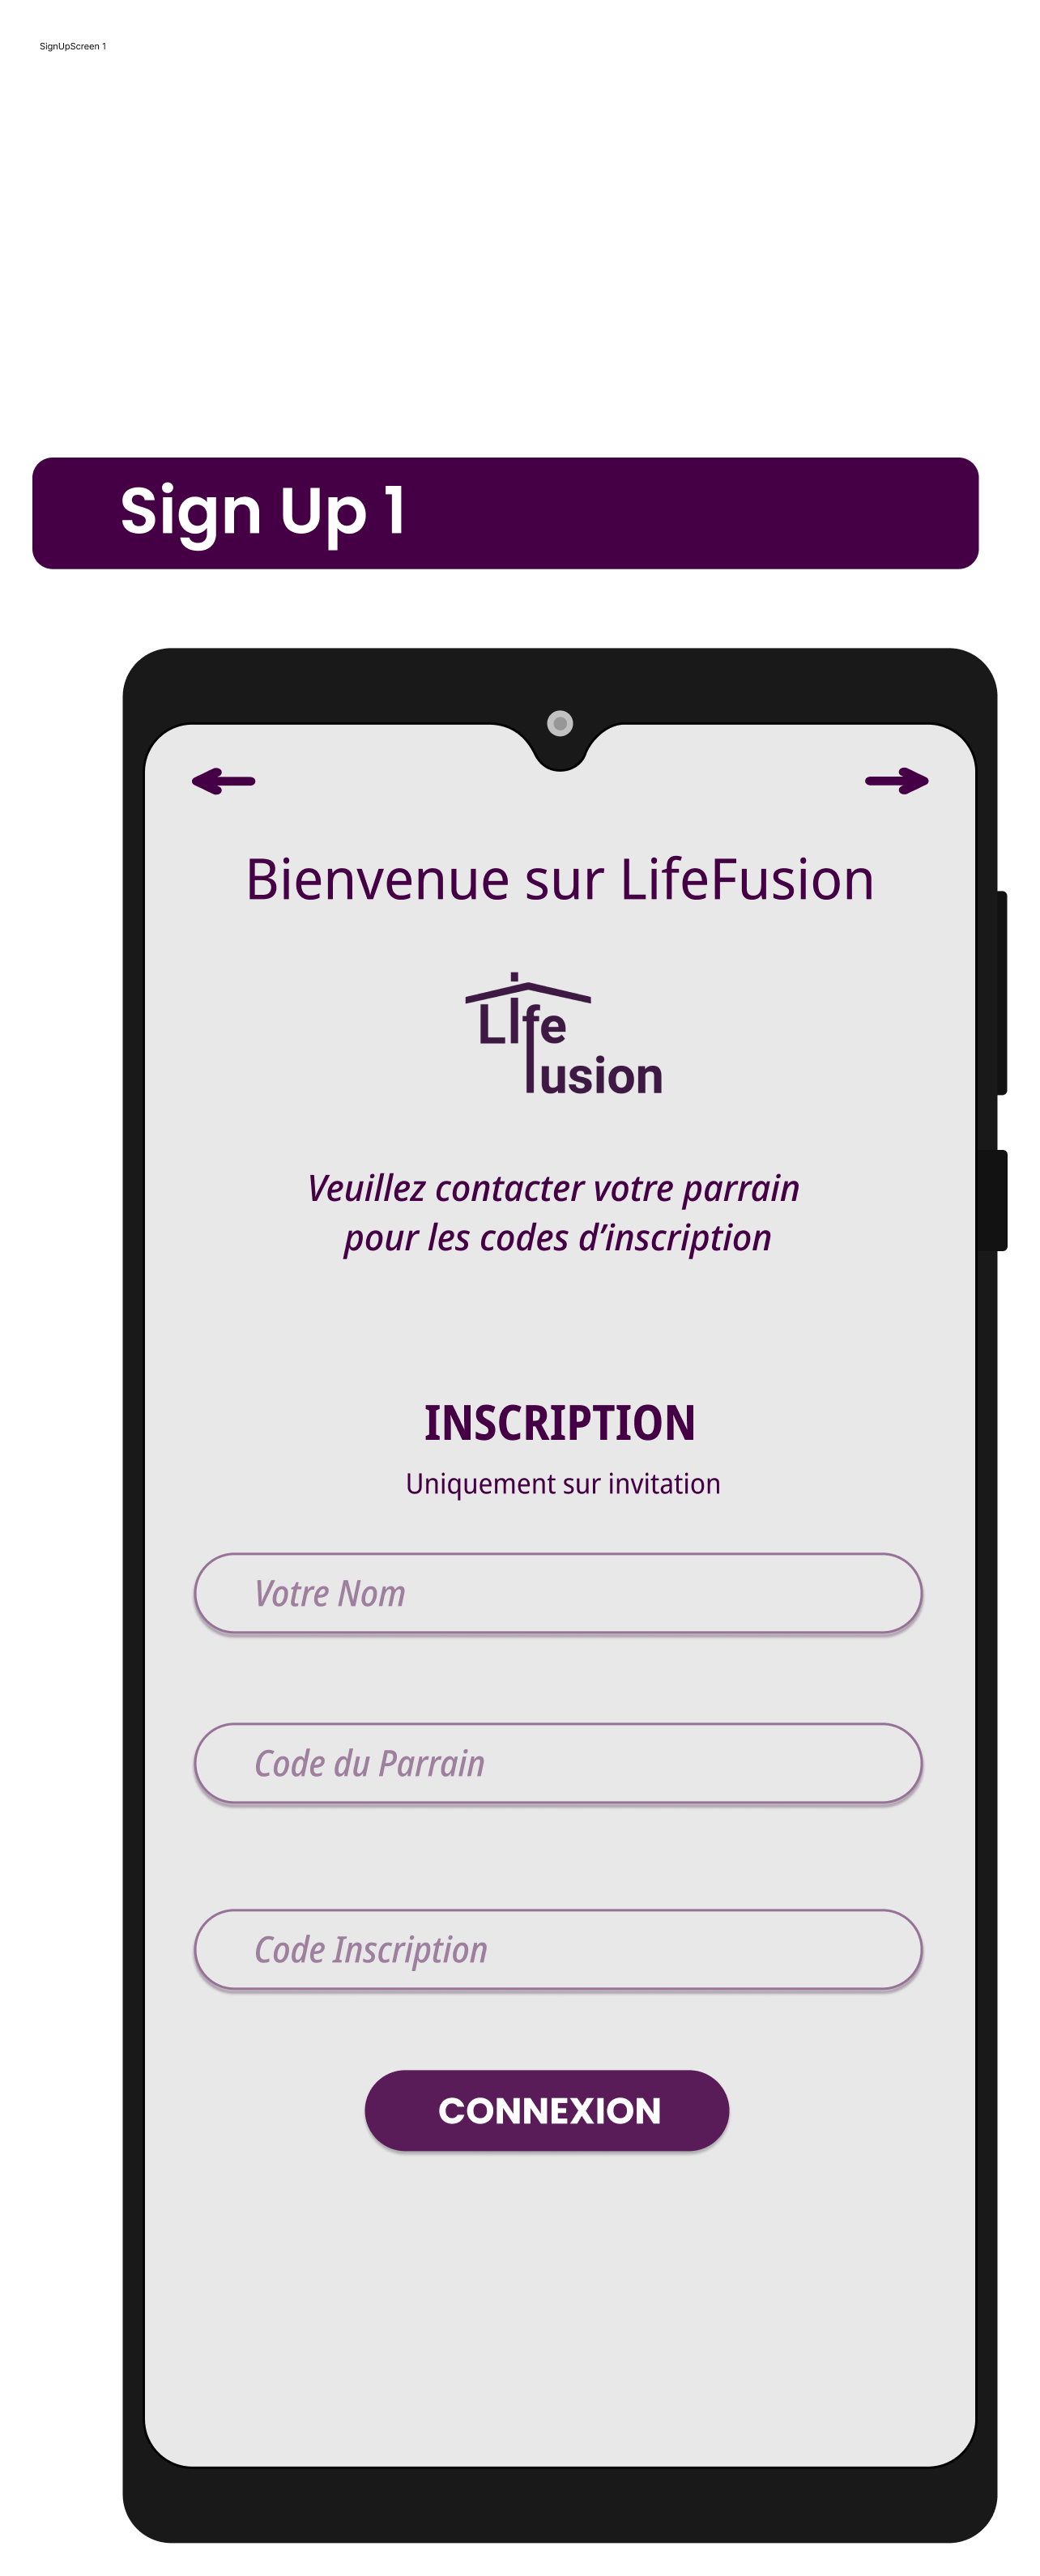 SignUpScreen 1
Sign Up 1
Bienvenue sur LifeFusion
Life
fusion
Veuillez contacter votre parrain
pour les codes d’inscription
INSCRIPTION
Uniquement sur invitation
Votre Nom
Code du Parrain
Code Inscription
CONNEXION